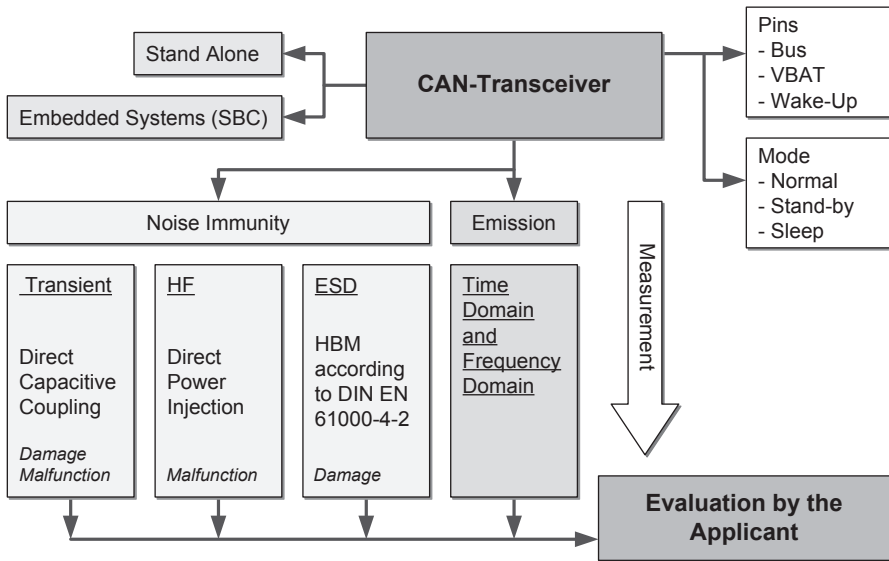 Stand Alone
Embedded Systems (SBC)
CAN-Transceiver
Pins
- Bus
- VBAT
- Wake-Up
Mode
- Normal
- Stand-by
- Sleep
Noise Immunity
Emission
Transient
Direct
Capacitive
Coupling
Damage
Malfunction
HF
Direct
Power
Injection
Malfunction
ESD
HBM
according
to DIN EN
61000-4-2
Damage
Time
Domain
and
Frequency
Domain
Measurement
Evaluation by the
Applicant